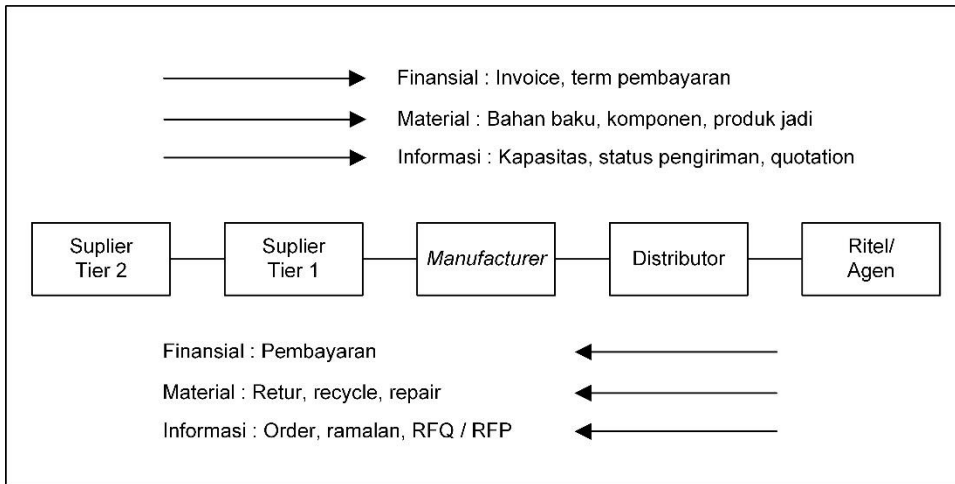 Finansial : Invoice, term pembayaran
Material : Bahan baku, komponen, produk jadi
Informasi : Kapasitas, status pengiriman, quotation
Suplier
Tier 2
Suplier
Tier 1
Manufacturer
Distributor
Ritel/
Agen
Finansial : Pembayaran
Material : Retur, recycle, repair
Informasi : Order, ramalan, RFQ / RFP